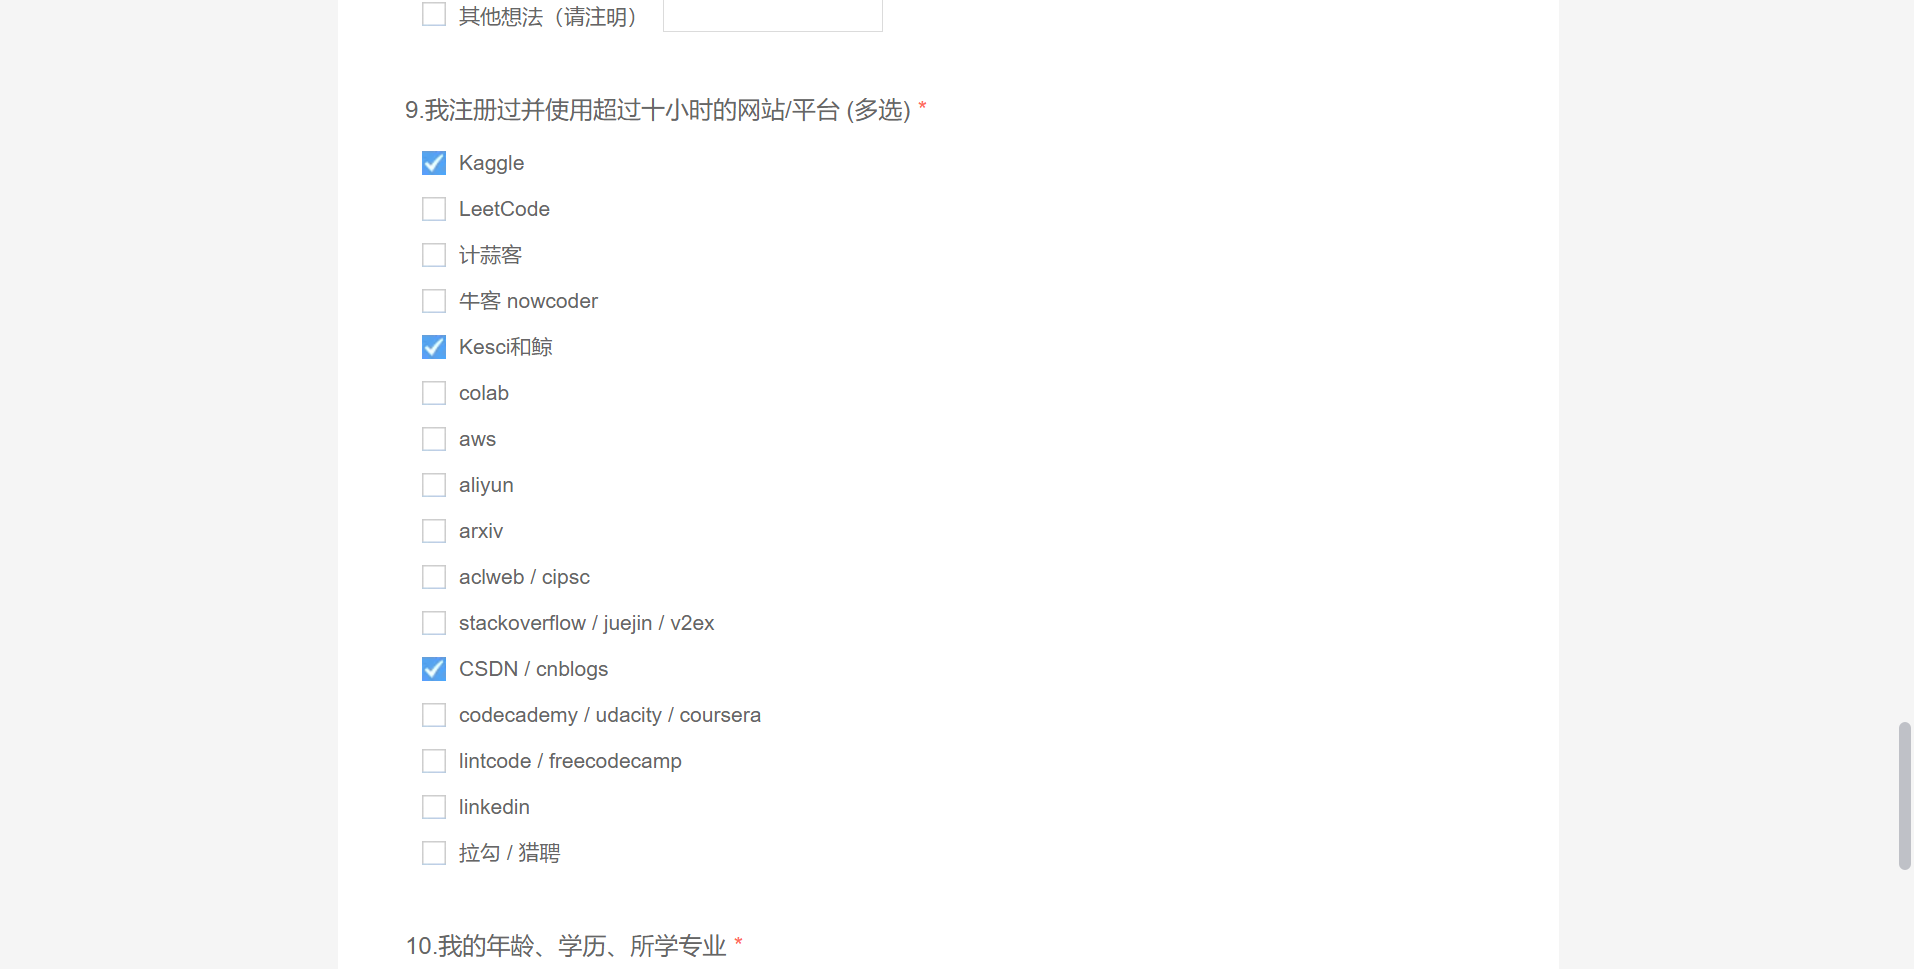 其他想法（请注明）
9.我注册过并使用超过十小时的网站/平台 (多选) *
Kaggle
LeetCode
计蒜客
牛客 nowcoder
Kesci和鲸
colab
aws
aliyun
arxiv
aclweb / cipsc
stackoverflow / juejin / v2ex
CSDN / cnblogs
codecademy / udacity / coursera
lintcode / freecodecamp
linkedin
拉勾 / 猎聘
10.我的年龄、学历、所学专业 *